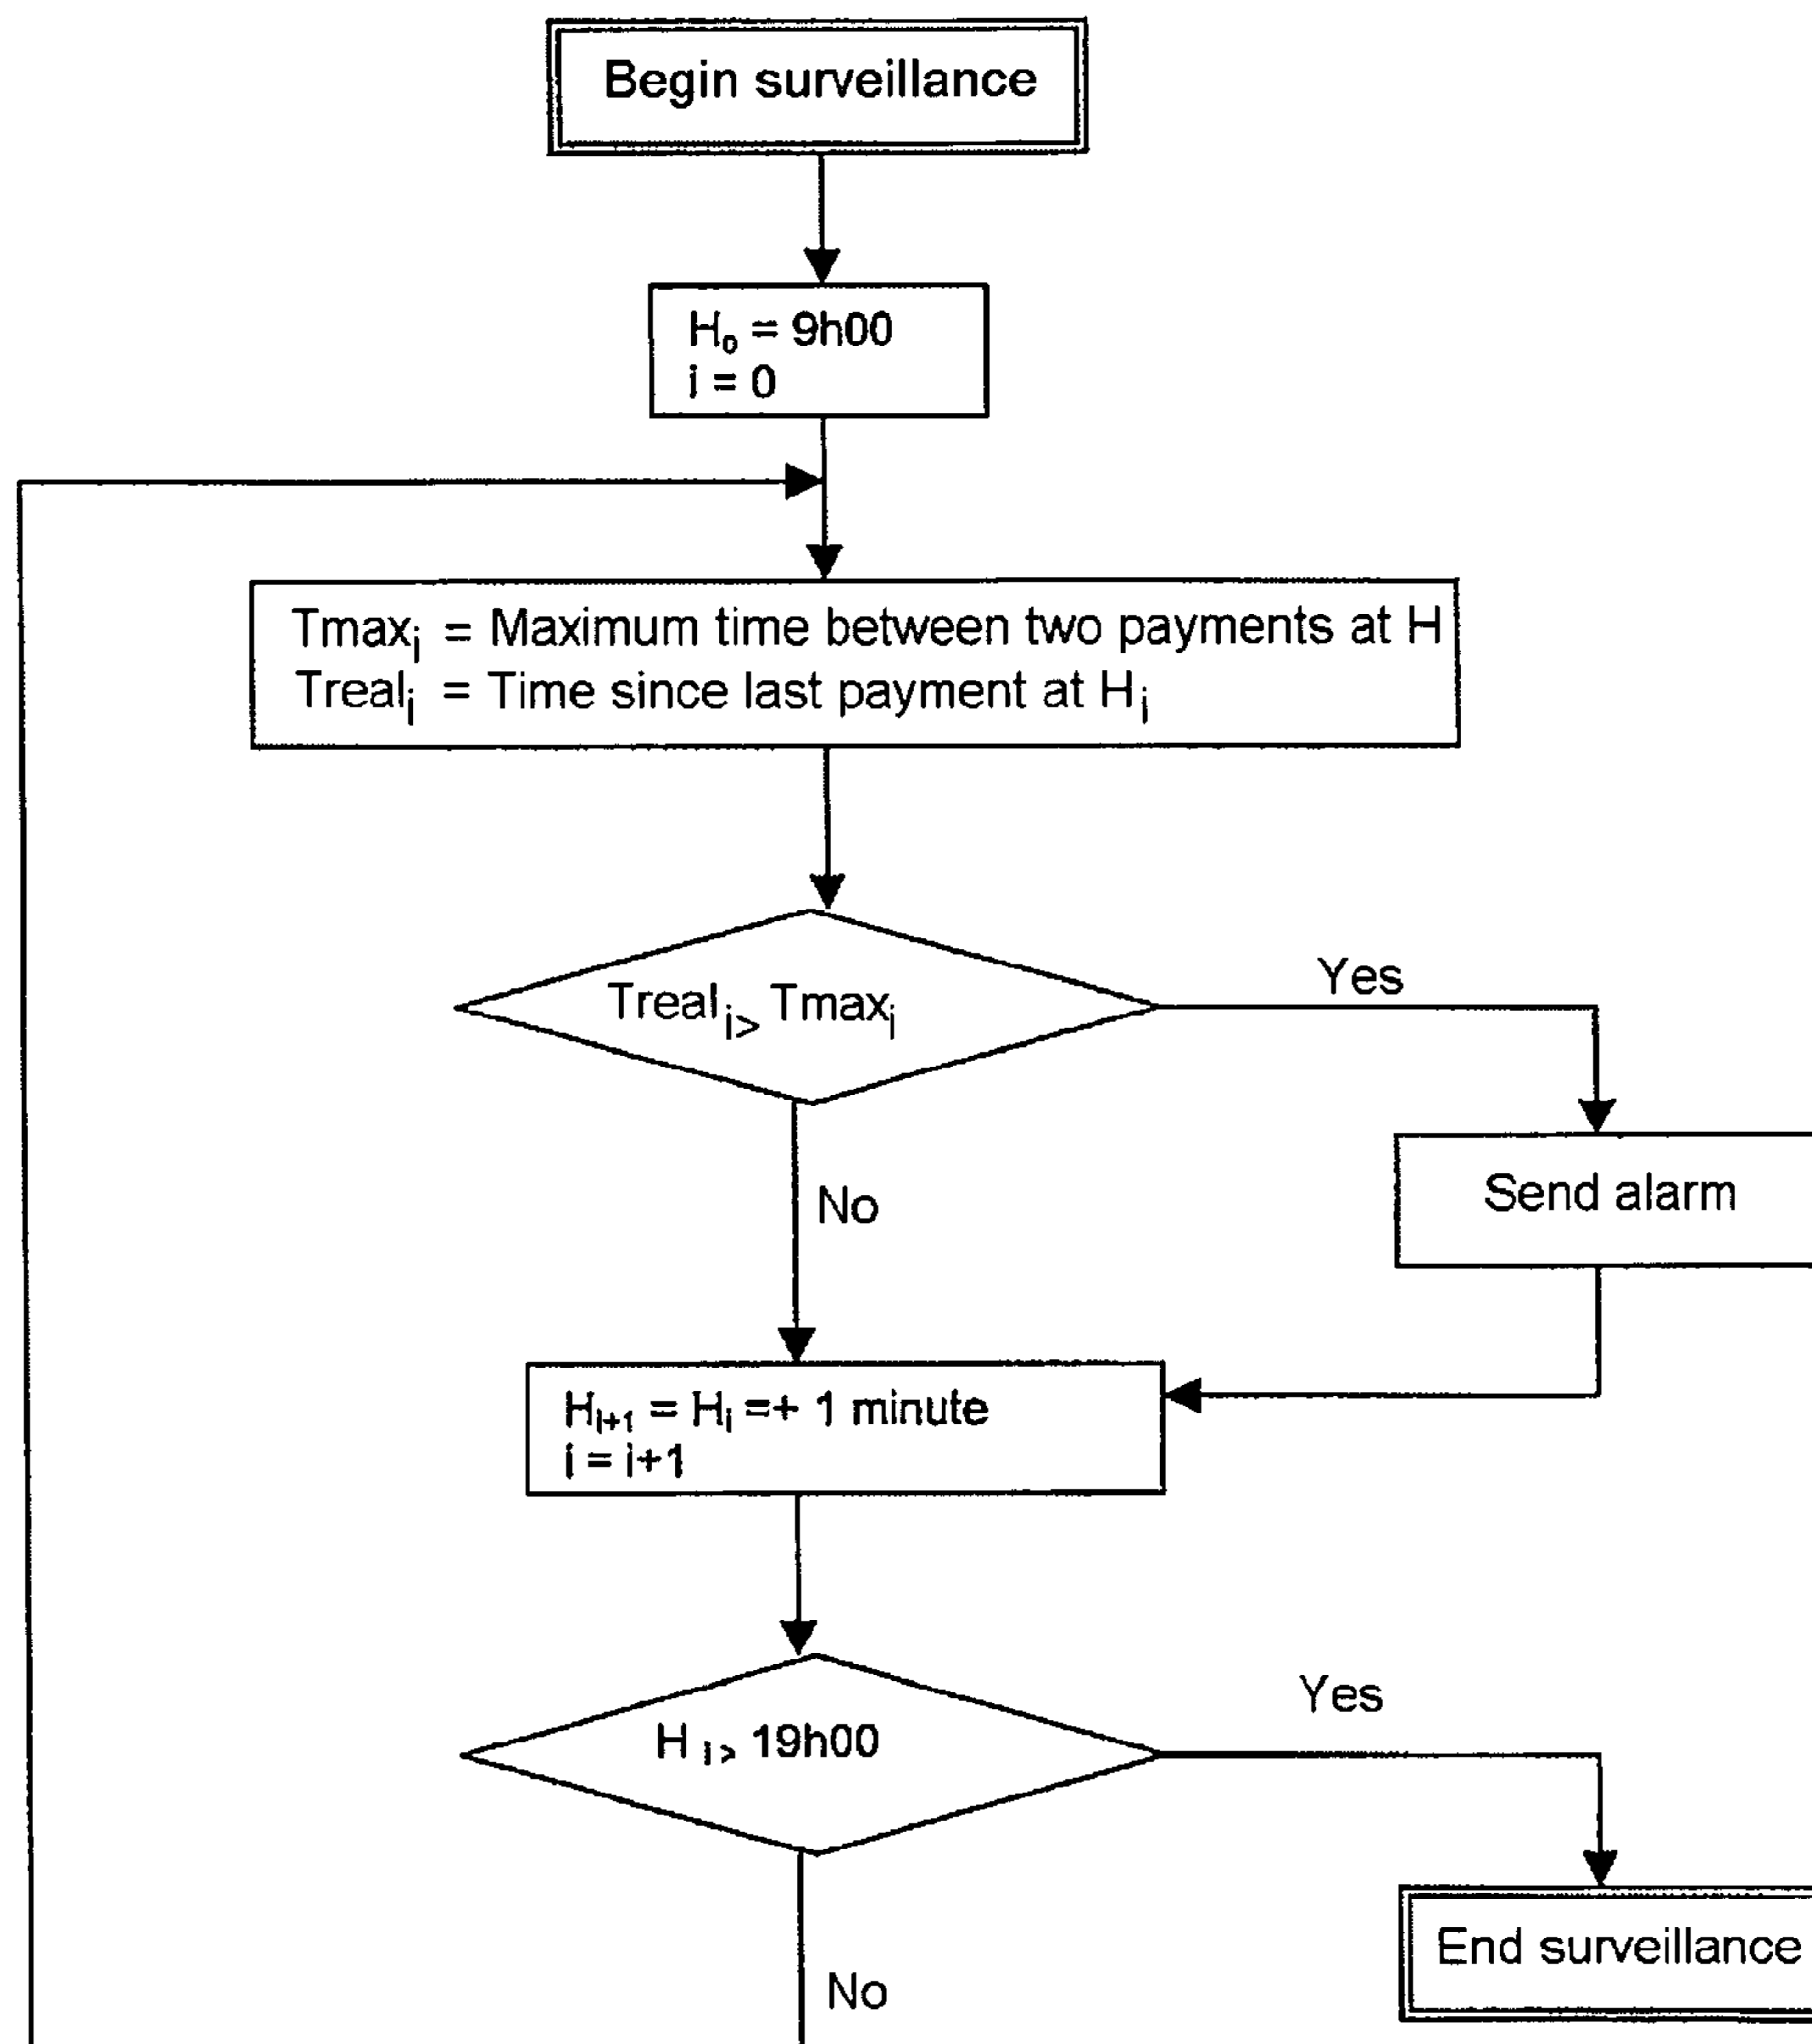 Begin surveillance
H₀ = 9h00
i = 0
Tmaxᵢ = Maximum time between two payments at H
Trealᵢ = Time since last payment at Hᵢ
Trealᵢ > Tmaxᵢ
Yes
Send alarm
No
Hᵢ₊₁ = Hᵢ =+ 1 minute
i = i+1
Hᵢ > 19h00
Yes
End surveillance
No